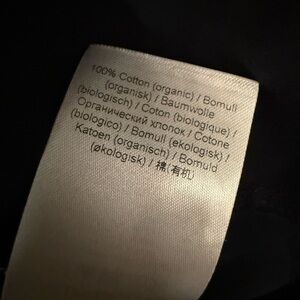 100% Cotton (organic) / Bomull
(organisk) / Baumwolle
(biologisch) / Coton (biologique) /
Органический хлопок / Cotone
(biologico) / Bomull (ekologisk) /
Katoen (organisch) / Bomuld
(økologisk) / 棉(有机)